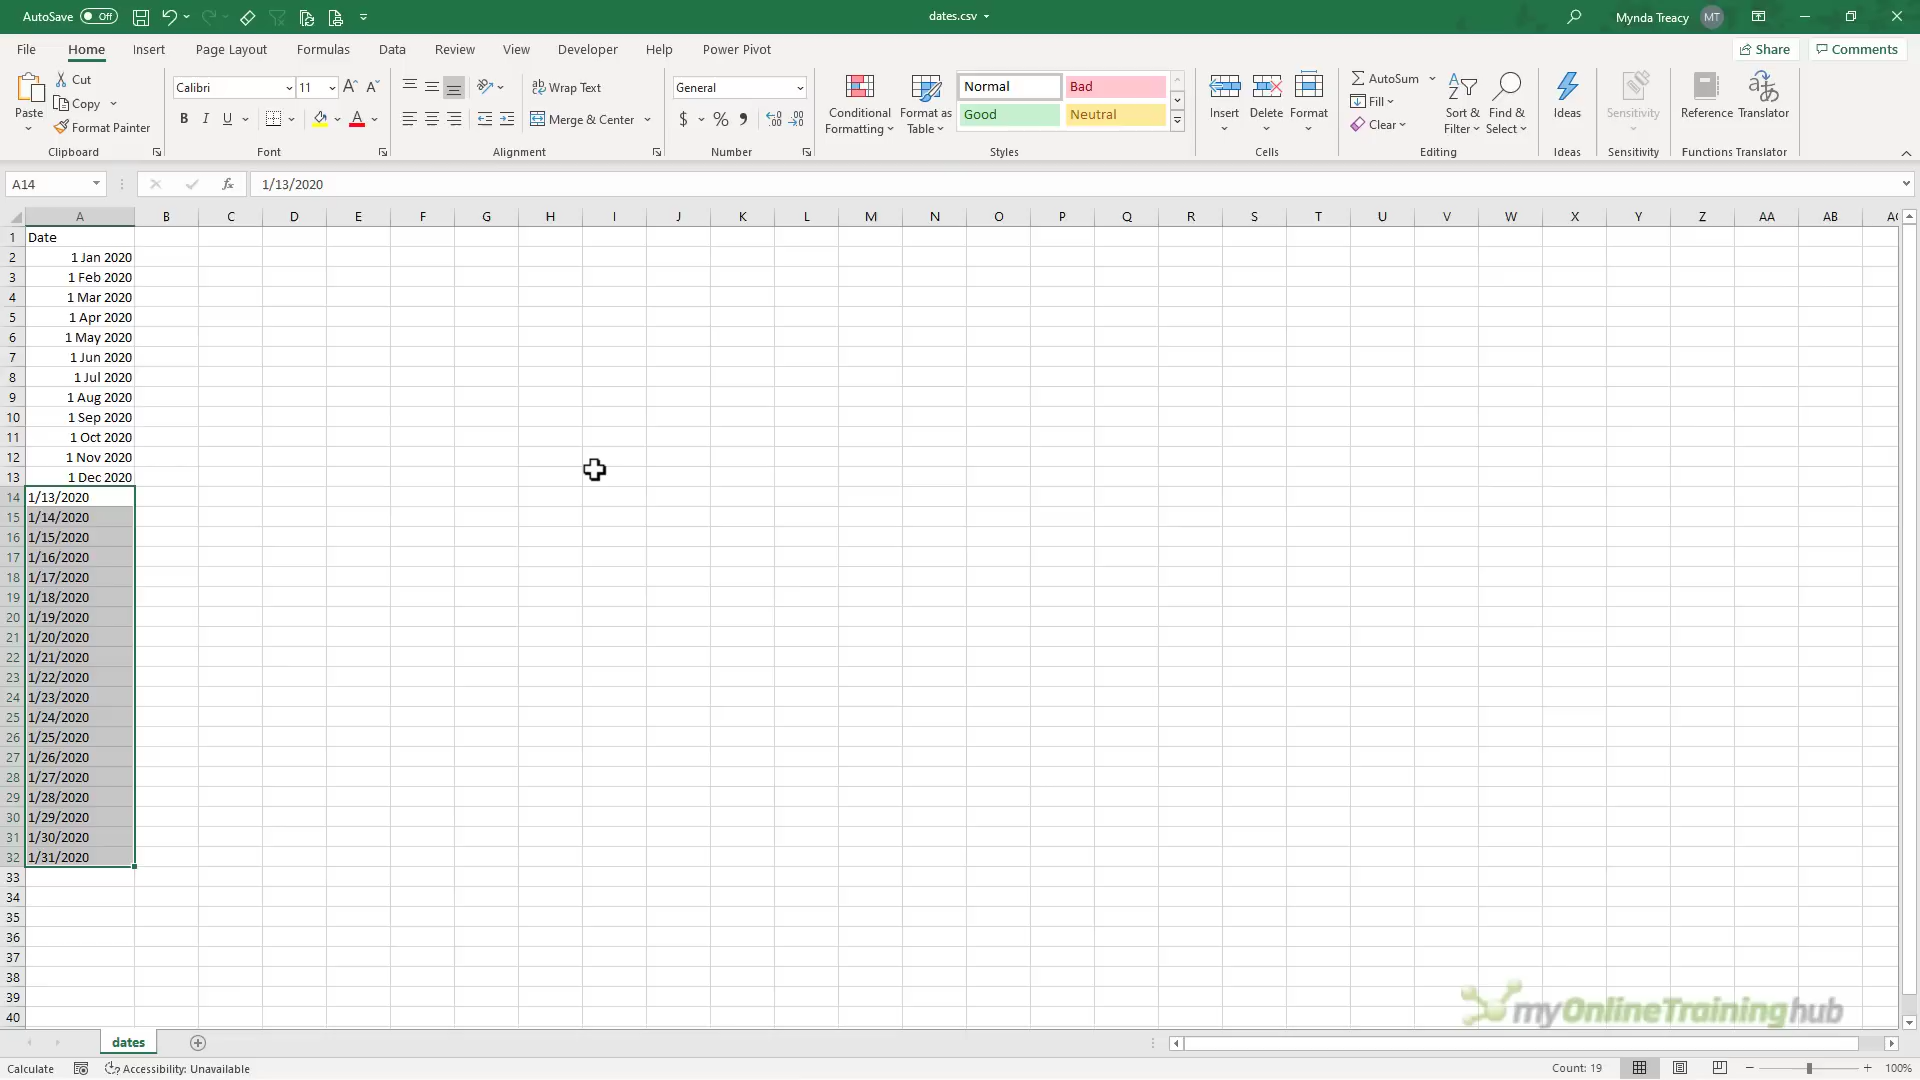 AutoSave Off dates.csv Mynda Treacy MT
File Home Insert Page Layout Formulas Data Review View Developer Help Power Pivot Share Comments
Paste Cut Copy Format Painter Clipboard
Calibri 11 A A B I U A Font
ab Wrap Text Merge & Center Alignment
General $ % Number
Conditional Formatting Format as Table Normal Bad Good Neutral Styles
Insert Delete Format Cells
AutoSum Fill Clear Sort & Filter Find & Select Editing
Ideas Ideas
Sensitivity Sensitivity
Reference Translator Functions Translator
A14 fx 1/13/2020
A B C D E F G H I J K L M N O P Q R S T U V W X Y Z AA AB AC
1 Date
2 1 Jan 2020
3 1 Feb 2020
4 1 Mar 2020
5 1 Apr 2020
6 1 May 2020
7 1 Jun 2020
8 1 Jul 2020
9 1 Aug 2020
10 1 Sep 2020
11 1 Oct 2020
12 1 Nov 2020
13 1 Dec 2020
14 1/13/2020
15 1/14/2020
16 1/15/2020
17 1/16/2020
18 1/17/2020
19 1/18/2020
20 1/19/2020
21 1/20/2020
22 1/21/2020
23 1/22/2020
24 1/23/2020
25 1/24/2020
26 1/25/2020
27 1/26/2020
28 1/27/2020
29 1/28/2020
30 1/29/2020
31 1/30/2020
32 1/31/2020
33
34
35
36
37
38
39
40
myOnlineTraininghub
dates
Calculate Accessibility: Unavailable Count: 19 100%